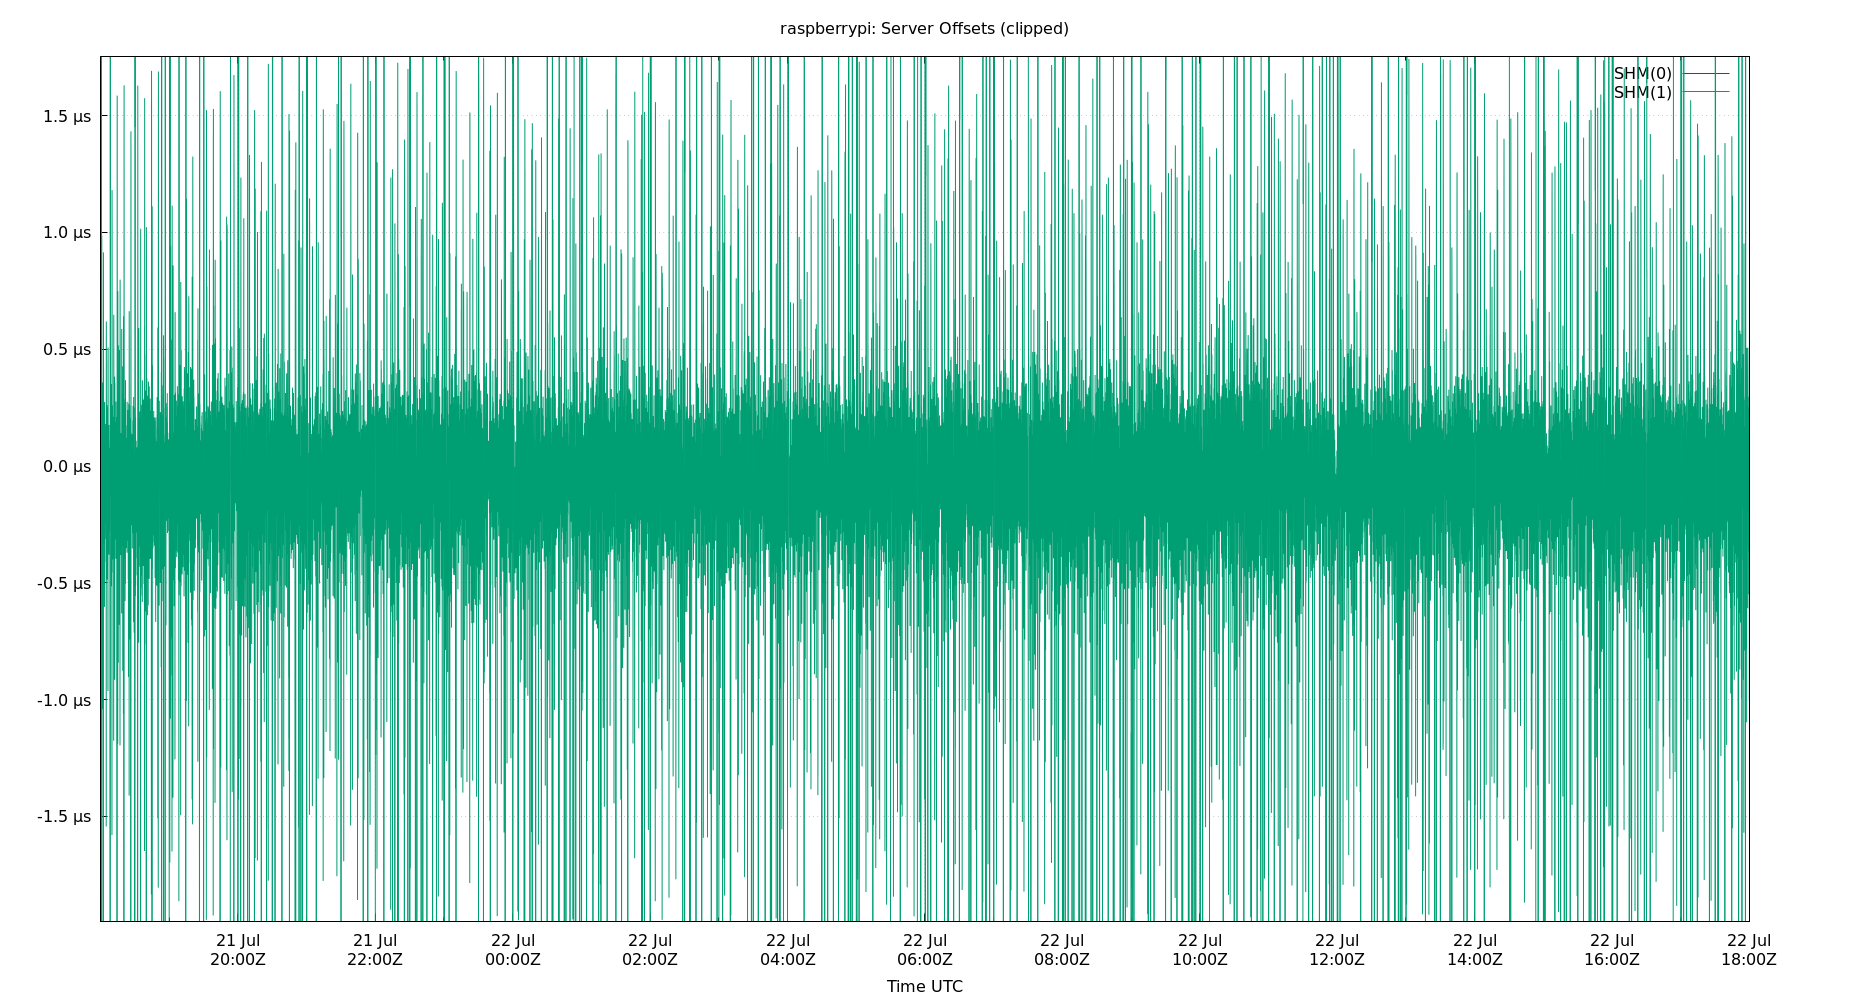 raspberrypi: Server Offsets (clipped)
SHM(0)
SHM(1)
1.5 µs
1.0 µs
0.5 µs
0.0 µs
-0.5 µs
-1.0 µs
-1.5 µs
21 Jul 21 Jul 22 Jul 22 Jul 22 Jul 22 Jul 22 Jul 22 Jul 22 Jul 22 Jul 22 Jul 22 Jul
20:00Z 22:00Z 00:00Z 02:00Z 04:00Z 06:00Z 08:00Z 10:00Z 12:00Z 14:00Z 16:00Z 18:00Z
Time UTC